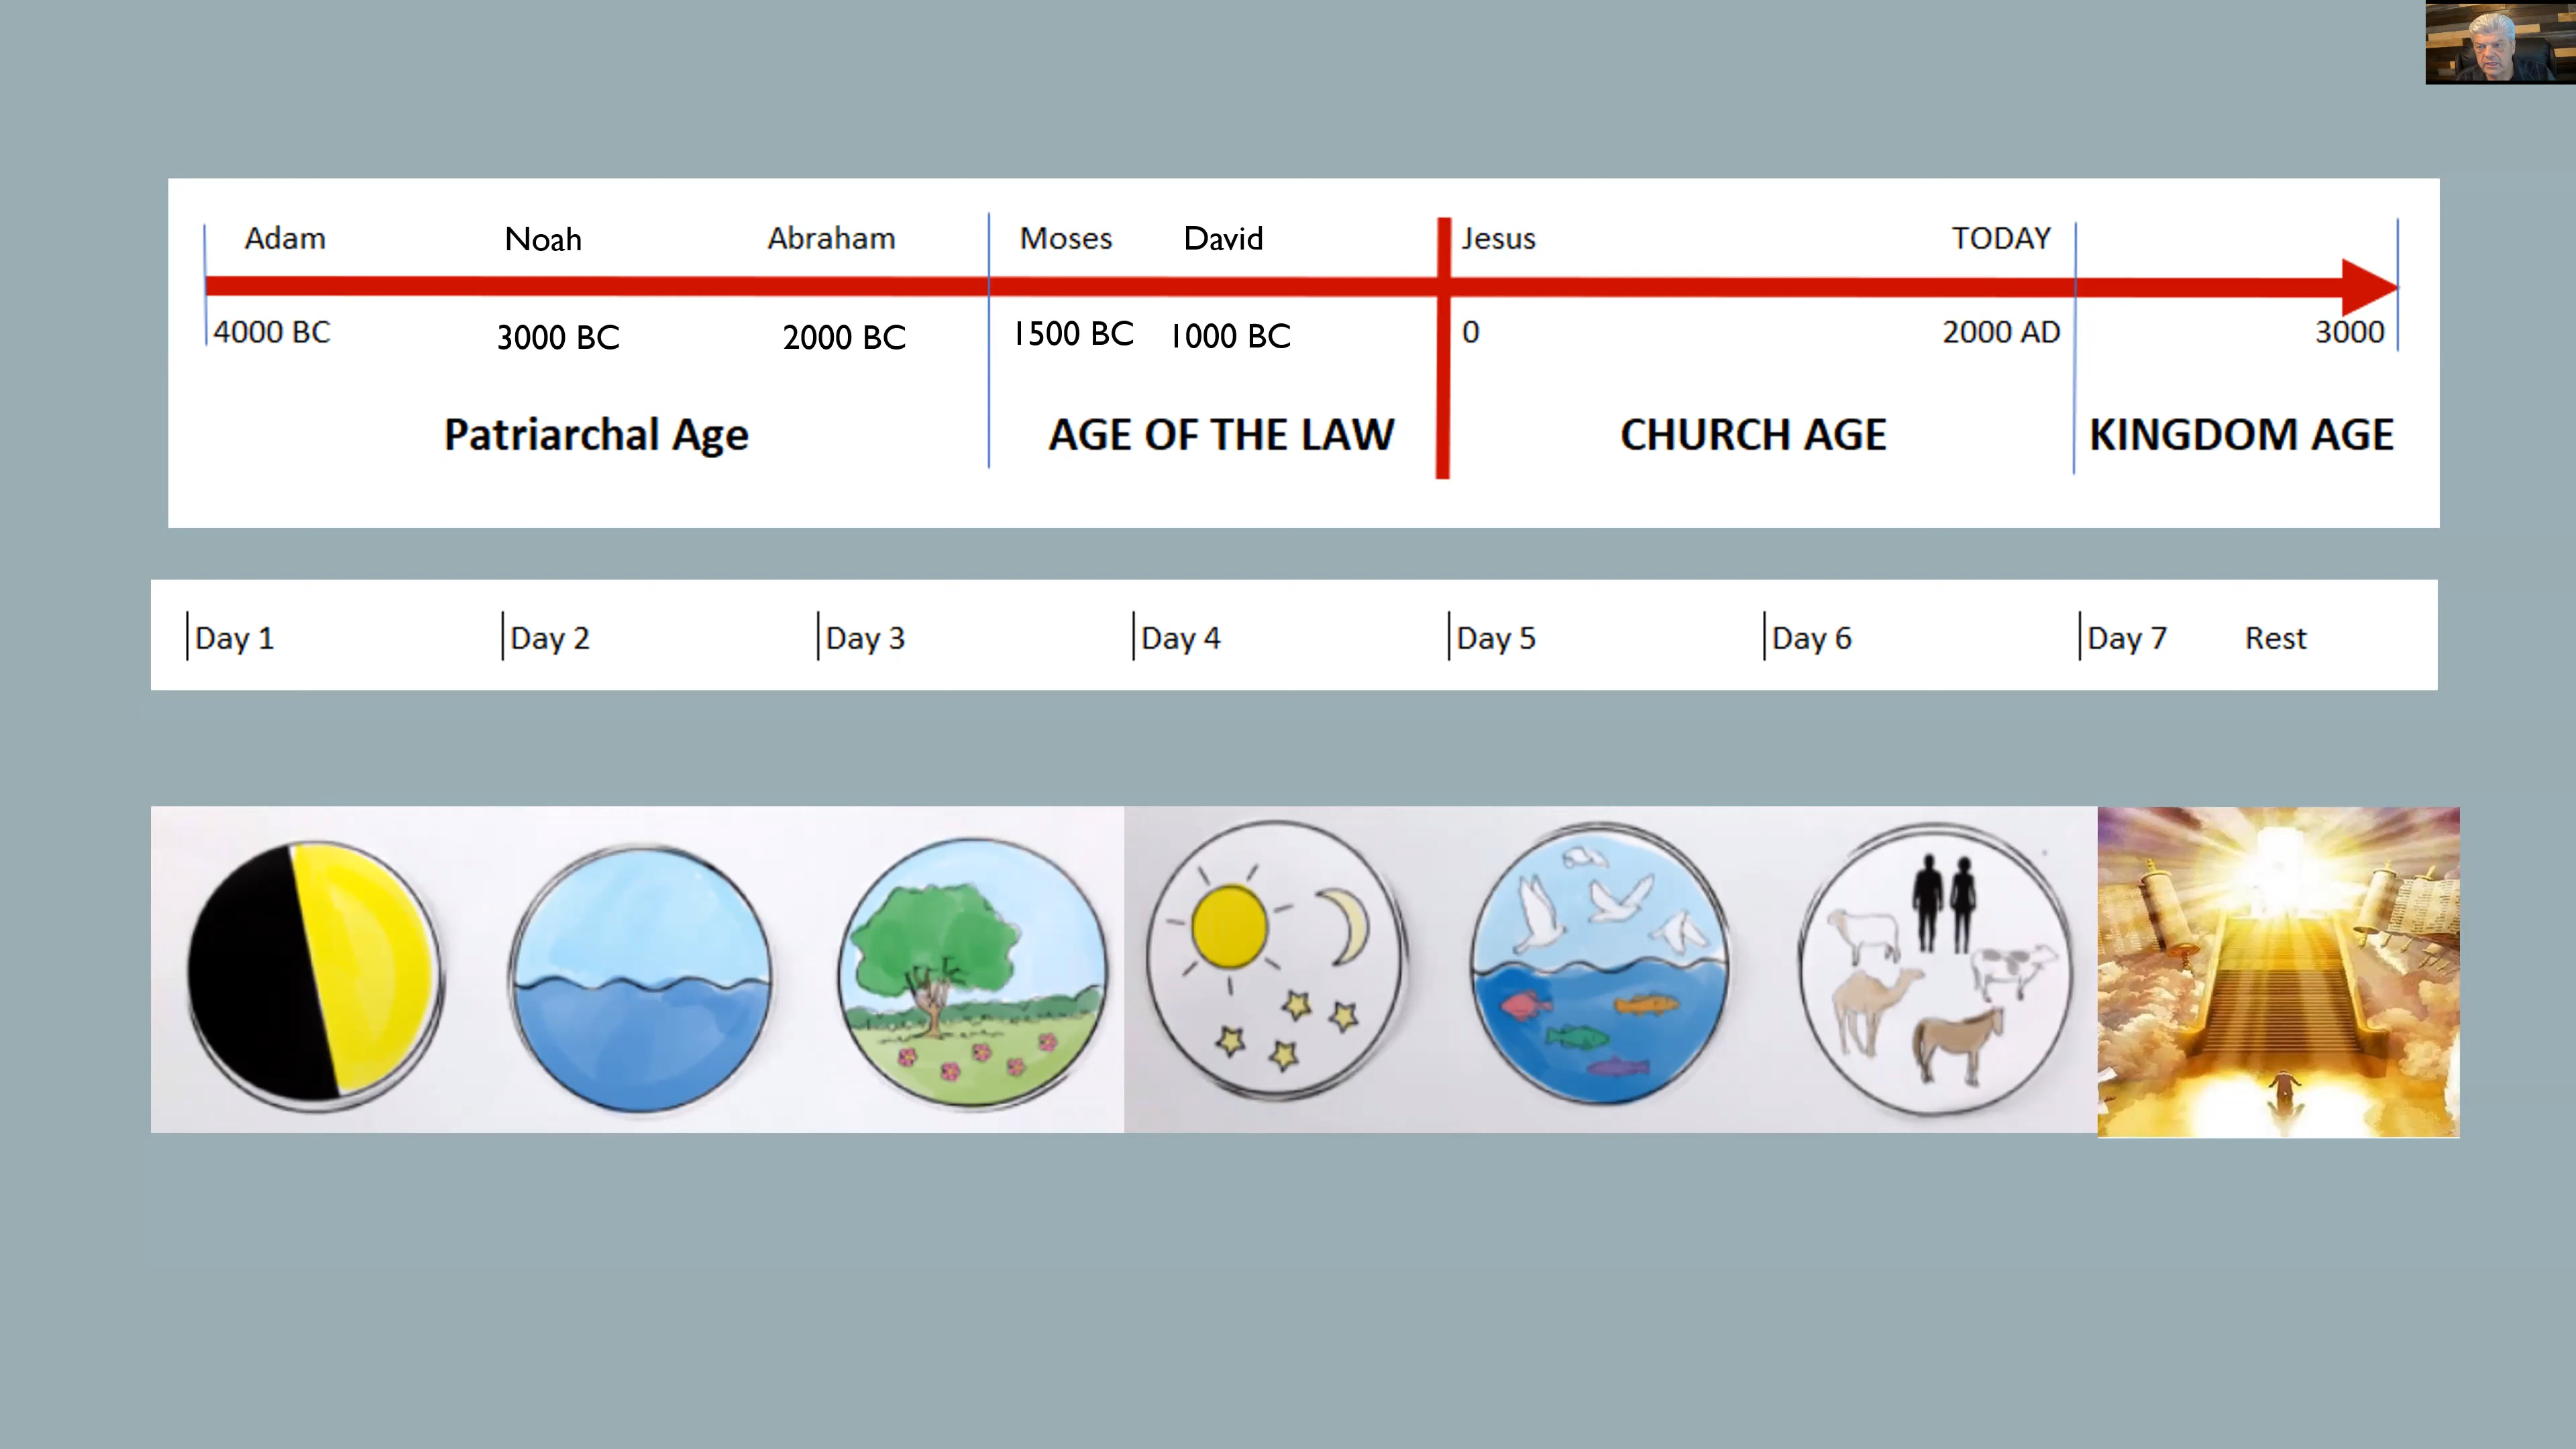 Adam Noah Abraham Moses David Jesus TODAY
4000 BC 3000 BC 2000 BC 1500 BC 1000 BC 0 2000 AD 3000
Patriarchal Age AGE OF THE LAW CHURCH AGE KINGDOM AGE
Day 1 Day 2 Day 3 Day 4 Day 5 Day 6 Day 7 Rest